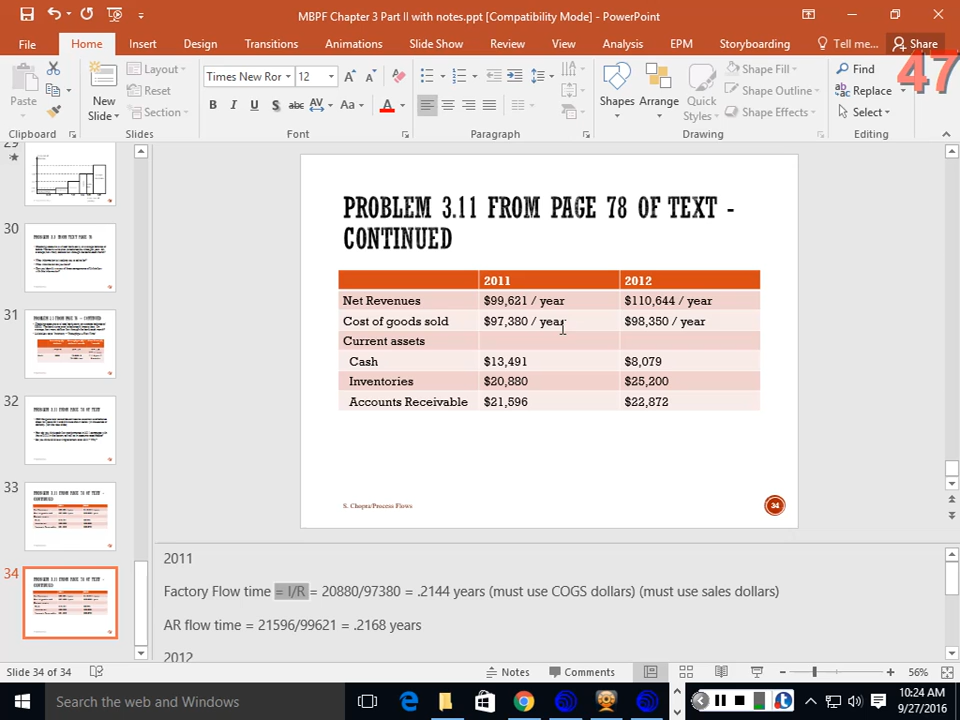 MBPF Chapter 3 Part II with notes.ppt [Compatibility Mode] - PowerPoint
File Home Insert Design Transitions Animations Slide Show Review View Analysis EPM Storyboarding Tell me... Share
47
Paste
New
Slide
Layout
Reset
Section
Times New Ror 12
B I U S abc AV Aa A
Shapes Arrange Quick
Styles
Shape Fill
Shape Outline
Shape Effects
Find
Replace
Select
Clipboard Slides Font Paragraph Drawing Editing
29
30
31
32
33
34
PROBLEM 3.11 FROM PAGE 78 OF TEXT -
CONTINUED
2011 2012
Net Revenues $99,621 / year $110,644 / year
Cost of goods sold $97,380 / year $98,350 / year
Current assets
Cash $13,491 $8,079
Inventories $20,880 $25,200
Accounts Receivable $21,596 $22,872
S. Chopra/Process Flows
34
2011
Factory Flow time = I/R = 20880/97380 = .2144 years (must use COGS dollars) (must use sales dollars)
AR flow time = 21596/99621 = .2168 years
2012
Slide 34 of 34 Notes Comments 56%
Search the web and Windows
10:24 AM
9/27/2016